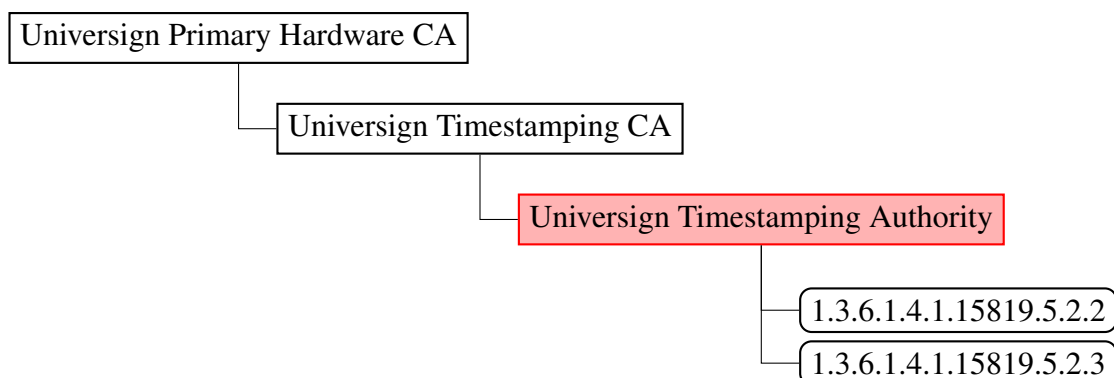 Universign Primary Hardware CA
Universign Timestamping CA
Universign Timestamping Authority
1.3.6.1.4.1.15819.5.2.2
1.3.6.1.4.1.15819.5.2.3